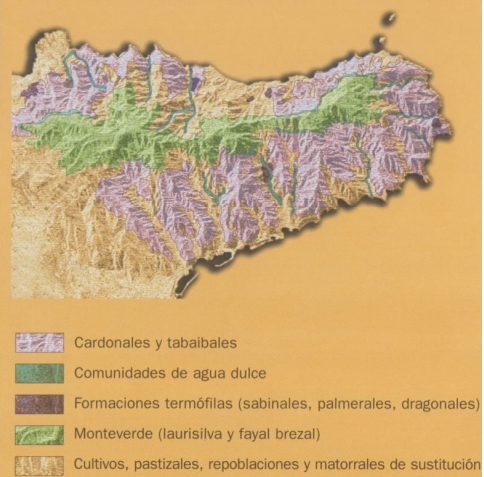 Cardonales y tabaibales
Comunidades de agua dulce
Formaciones termófilas (sabinales, palmerales, dragonales)
Monteverde (laurisilva y fayal brezal)
Cultivos, pastizales, repoblaciones y matorrales de sustitución